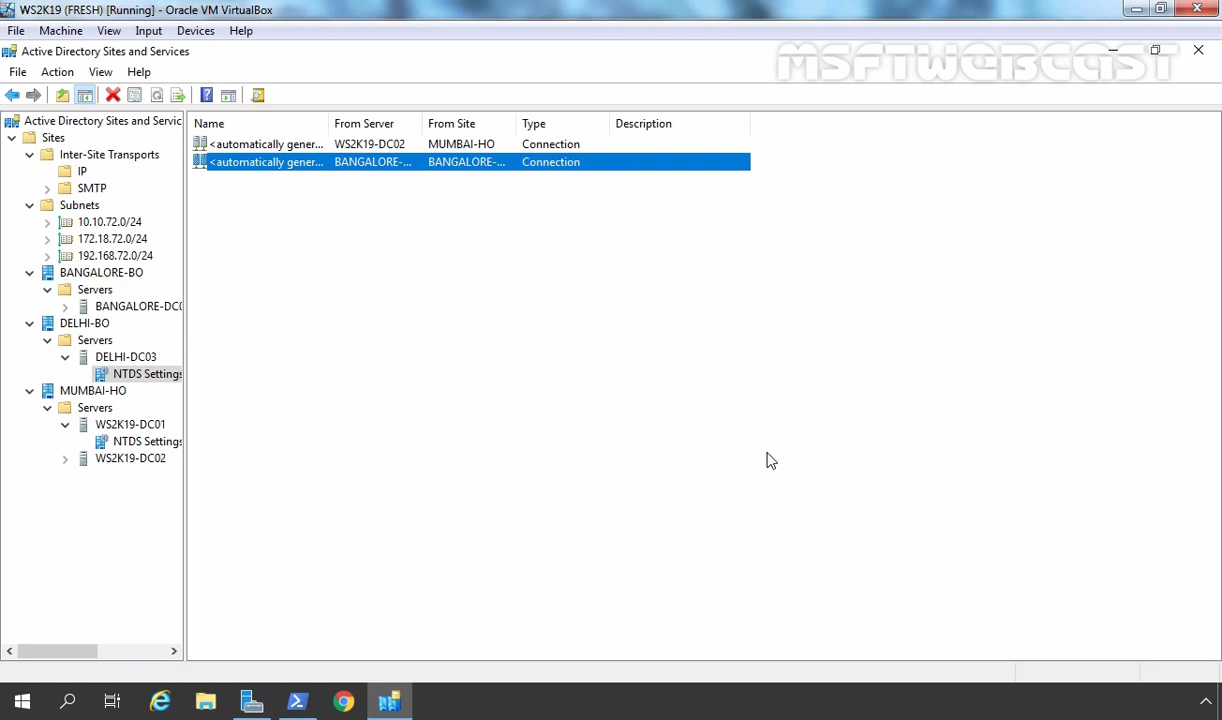 WS2K19 (FRESH) [Running] - Oracle VM VirtualBox
File Machine View Input Devices Help
Active Directory Sites and Services
MSFTWEBCAST
File Action View Help
Active Directory Sites and Servic
Name From Server From Site Type Description
Sites
<automatically gener... WS2K19-DC02 MUMBAI-HO Connection
Inter-Site Transports
<automatically gener... BANGALORE-... BANGALORE-... Connection
IP
SMTP
Subnets
10.10.72.0/24
172.18.72.0/24
192.168.72.0/24
BANGALORE-BO
Servers
BANGALORE-DC0
DELHI-BO
Servers
DELHI-DC03
NTDS Settings
MUMBAI-HO
Servers
WS2K19-DC01
NTDS Settings
WS2K19-DC02